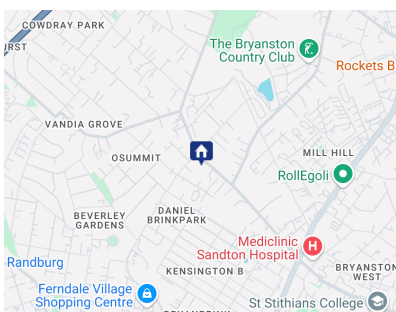 COWDRAY PARK
URST
The Bryanston
Country Club
Rockets B
VANDIA GROVE
OSUMMIT
MILL HILL
RollEgoli
DANIEL
BRINKPARK
BEVERLEY
GARDENS
Mediclinic
Sandton Hospital
H
Randburg
KENSINGTON B
BRYANSTON
WEST
Ferndale Village
Shopping Centre
St Stithians College